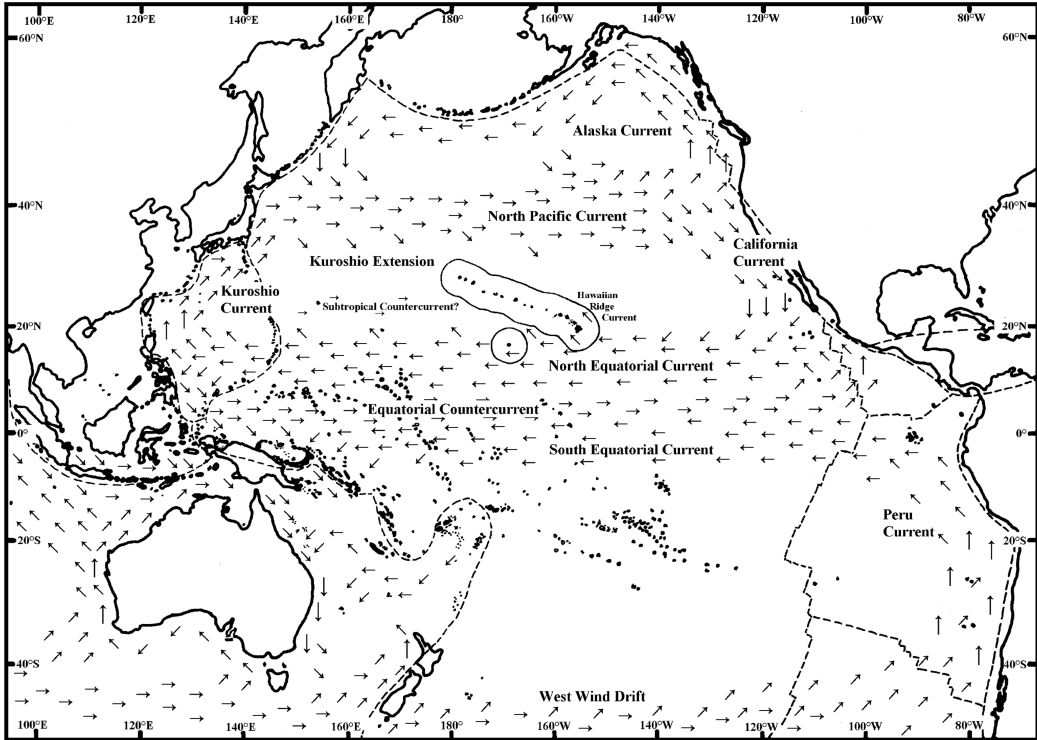 100°E 120°E 140°E 160°E 180° 160°W 140°W 120°W 100°W 80°W
60°N 60°N
Alaska Current
40°N 40°N
North Pacific Current
California
Current
Kuroshio Extension
Kuroshio
Current
Subtropical Countercurrent?
Hawaiian
Ridge
Current
20°N 20°N
North Equatorial Current
Equatorial Countercurrent
0° 0°
South Equatorial Current
Peru
Current
20°S 20°S
40°S 40°S
West Wind Drift
100°E 120°E 140°E 160°E 180° 160°W 140°W 120°W 100°W 80°W